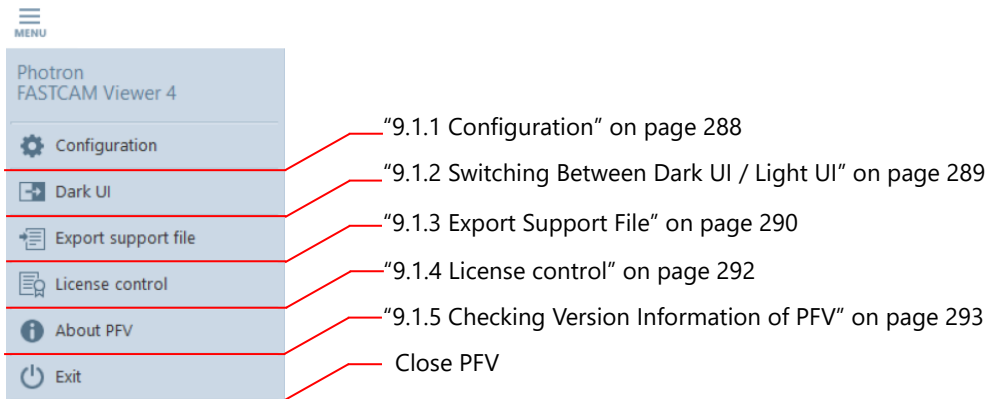 MENU
Photron
FASTCAM Viewer 4
Configuration
“9.1.1 Configuration” on page 288
Dark UI
“9.1.2 Switching Between Dark UI / Light UI” on page 289
Export support file
“9.1.3 Export Support File” on page 290
License control
“9.1.4 License control” on page 292
About PFV
“9.1.5 Checking Version Information of PFV” on page 293
Exit
Close PFV